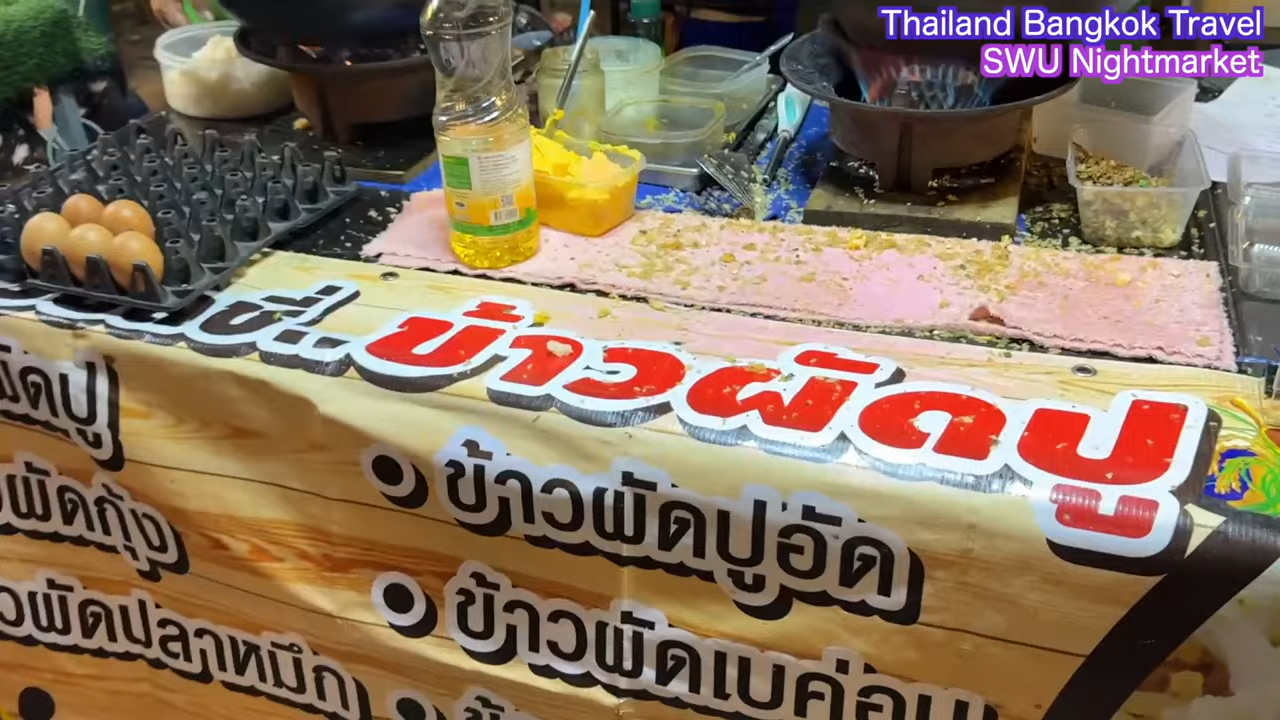 Thailand Bangkok Travel
SWU Nightmarket
ข้าวผัดปู
ผัดปู
ผัดกุ้ง
วผัดปลาหมึก
• ข้าวผัดปูอัด
• ข้าวผัดเบค่อน